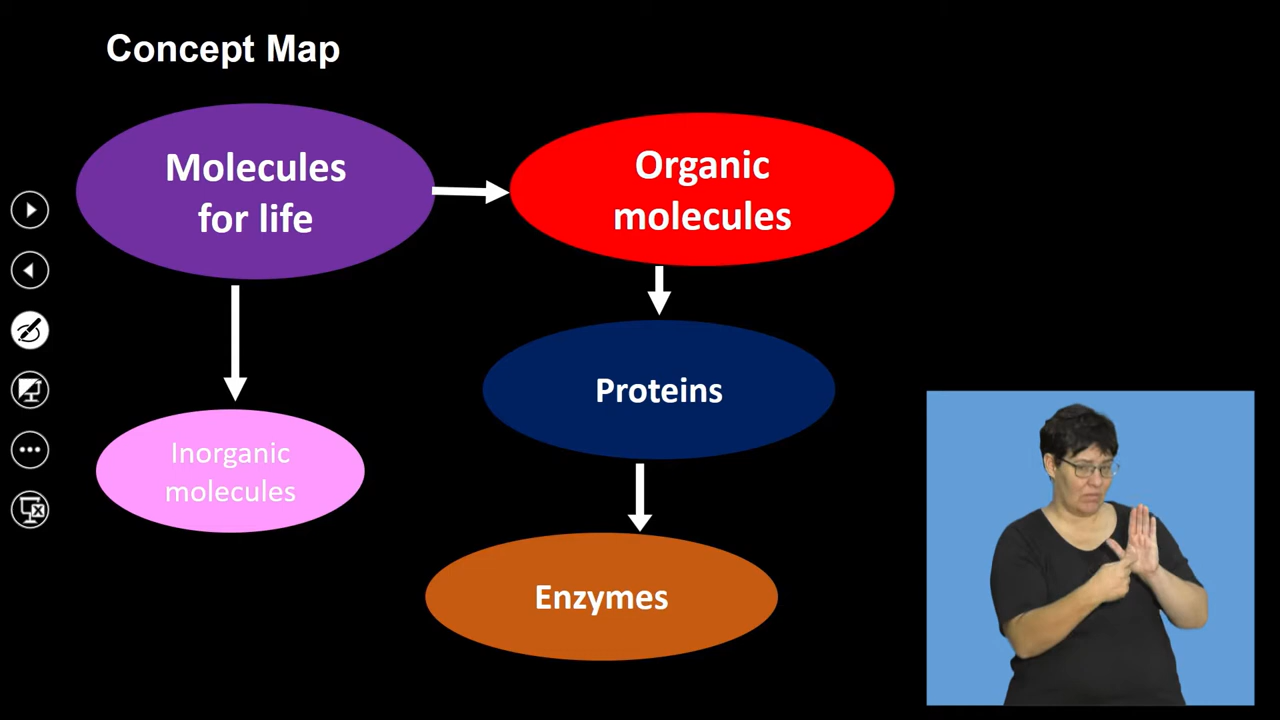 Concept Map
Molecules
for life
Organic
molecules
Proteins
Inorganic
molecules
Enzymes